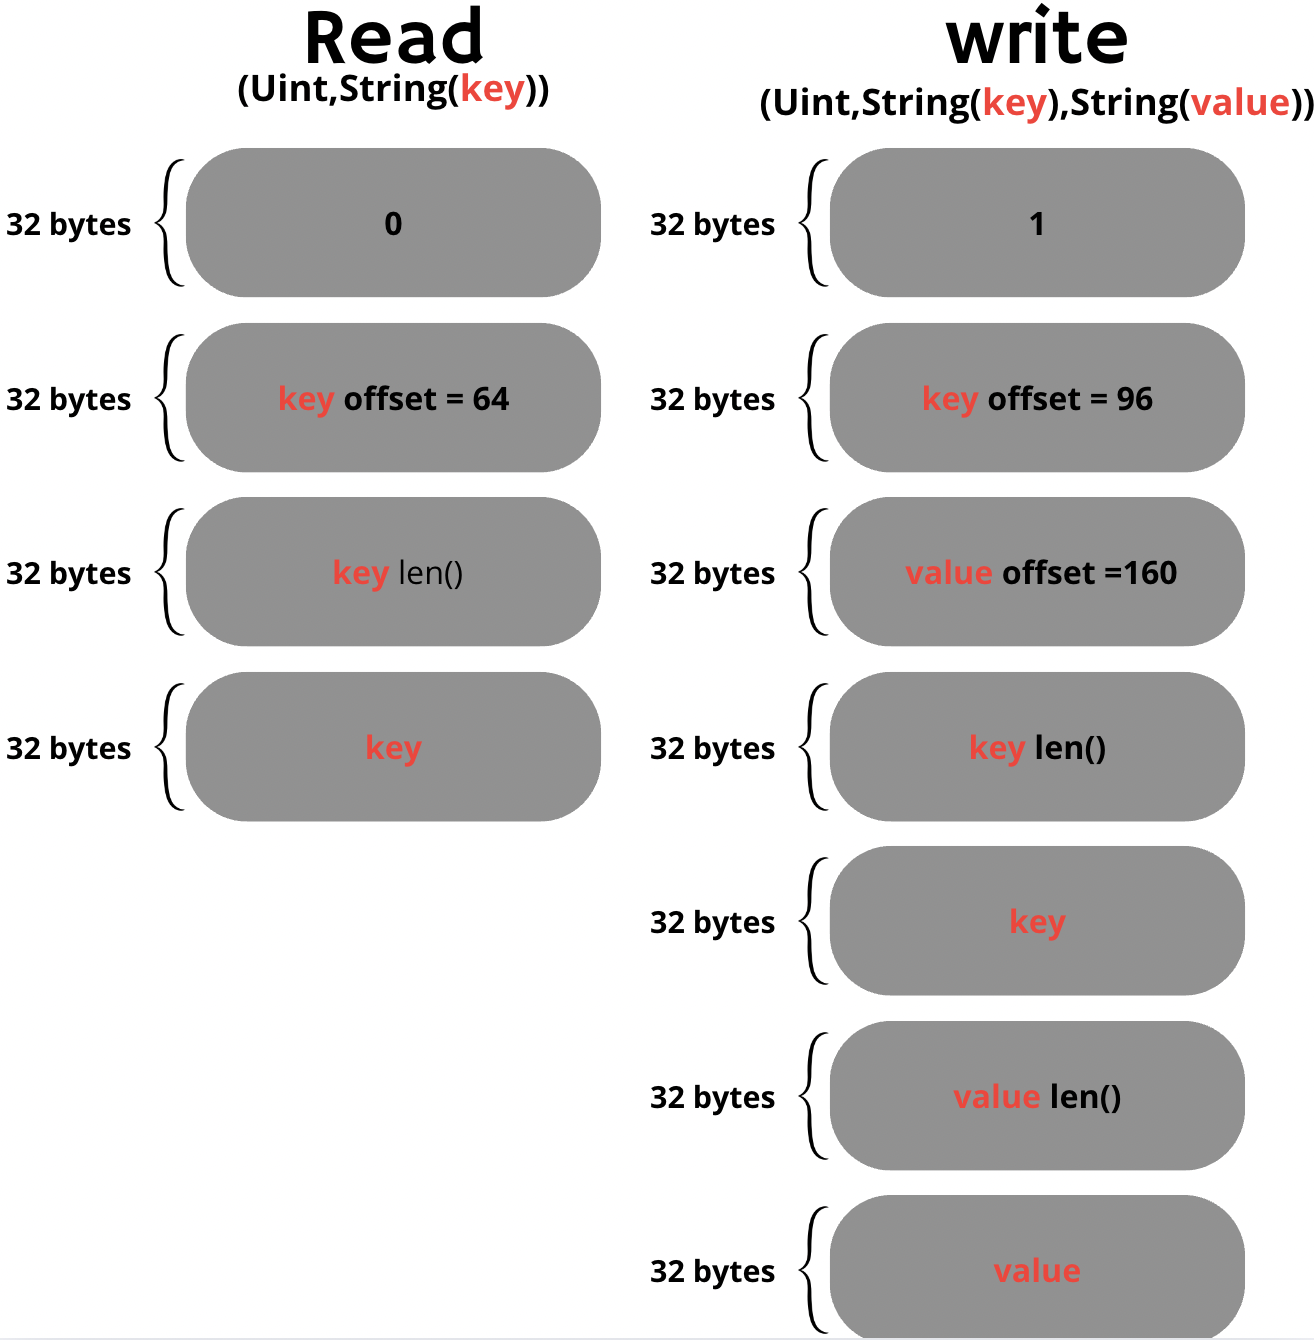 Read
(Uint,String(key))
32 bytes
0
32 bytes
key offset = 64
32 bytes
key len()
32 bytes
key
write
(Uint,String(key),String(value))
32 bytes
1
32 bytes
key offset = 96
32 bytes
value offset =160
32 bytes
key len()
32 bytes
key
32 bytes
value len()
32 bytes
value